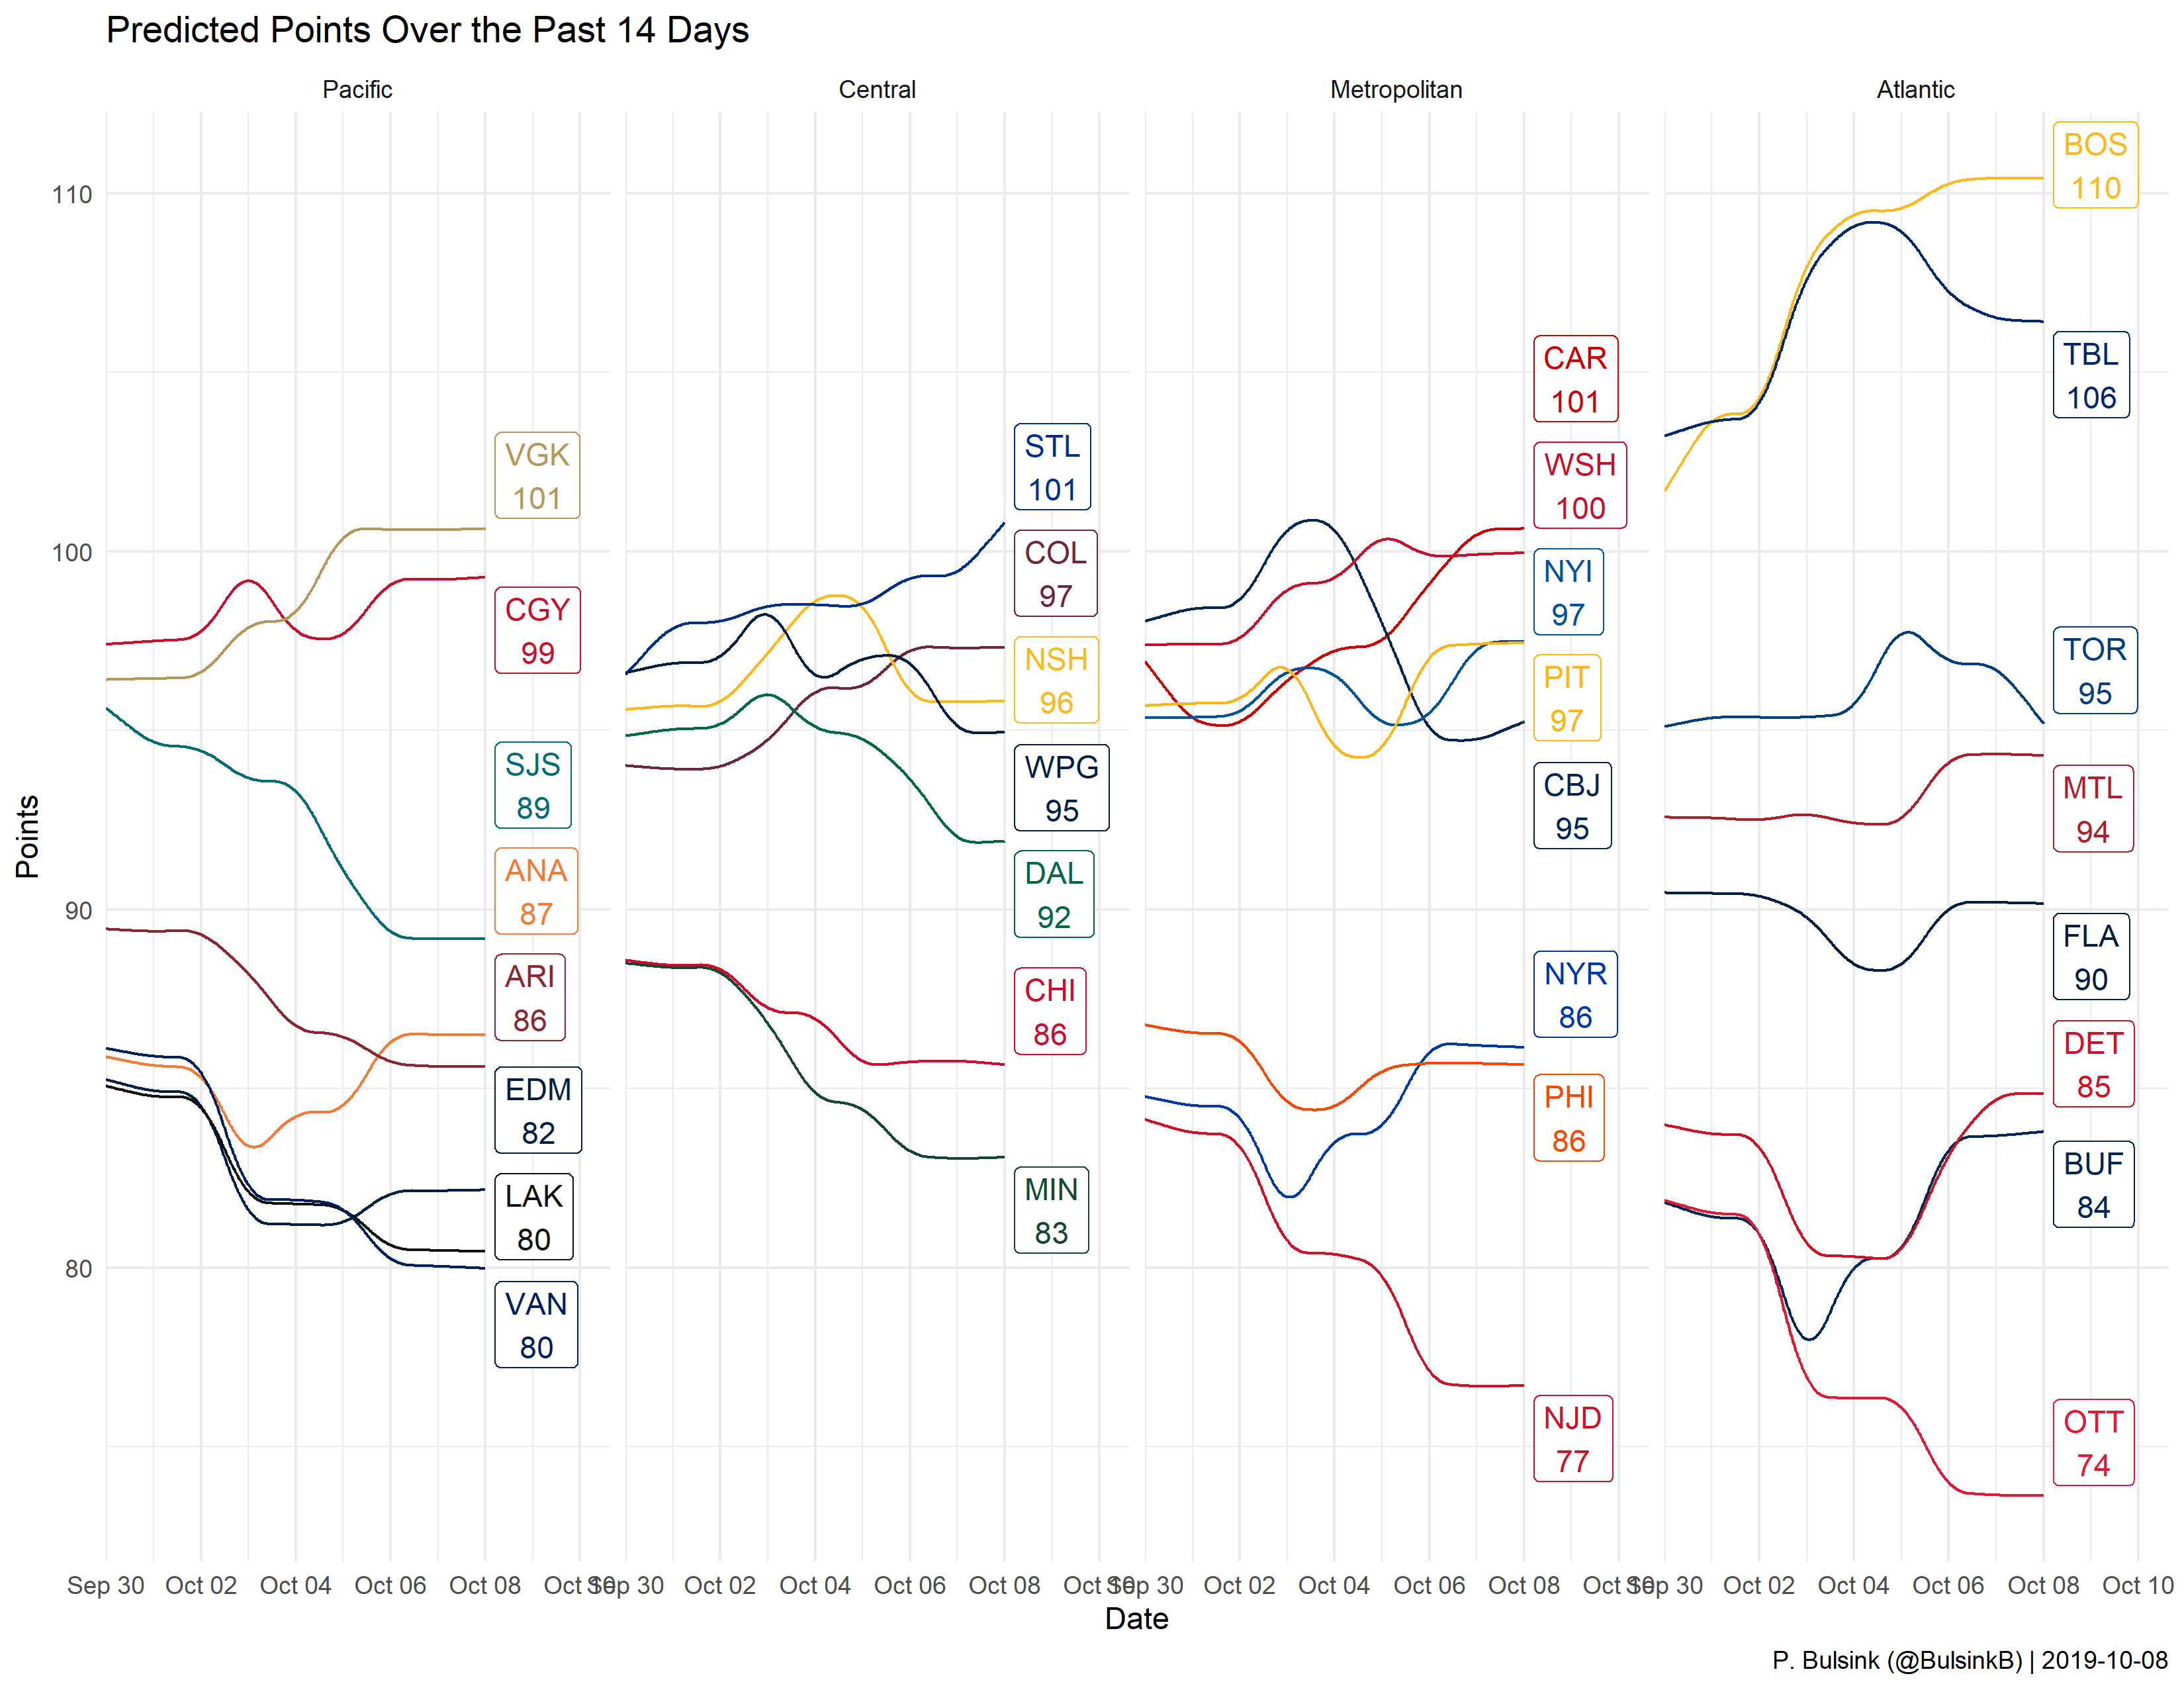 Predicted Points Over the Past 14 Days
Pacific
Central
Metropolitan
Atlantic
Points
110
100
90
80
VGK
101
CGY
99
SJS
89
ANA
87
ARI
86
EDM
82
LAK
80
VAN
80
STL
101
COL
97
NSH
96
WPG
95
DAL
92
CHI
86
MIN
83
CAR
101
WSH
100
NYI
97
PIT
97
CBJ
95
NYR
86
PHI
86
NJD
77
BOS
110
TBL
106
TOR
95
MTL
94
FLA
90
DET
85
BUF
84
OTT
74
Sep 30 Oct 02 Oct 04 Oct 06 Oct 08 Oct 10
Sep 30 Oct 02 Oct 04 Oct 06 Oct 08 Oct 10
Sep 30 Oct 02 Oct 04 Oct 06 Oct 08 Oct 10
Sep 30 Oct 02 Oct 04 Oct 06 Oct 08 Oct 10
Date
P. Bulsink (@BulsinkB) | 2019-10-08